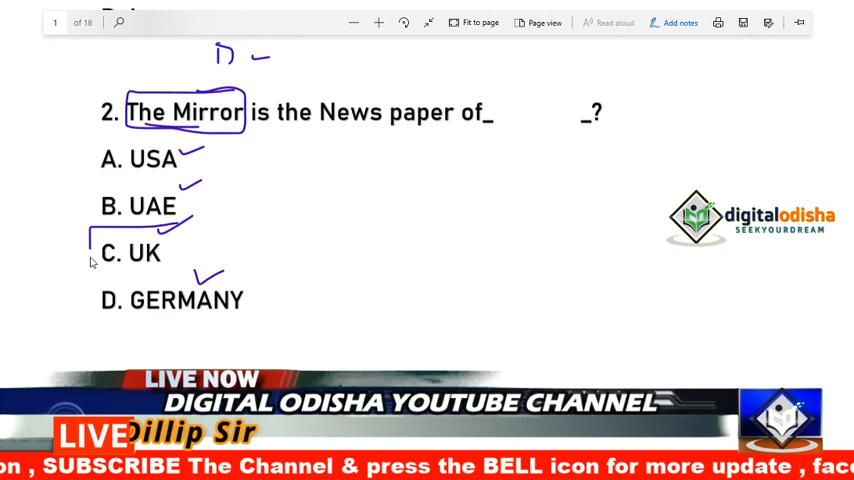 1 of 18 Fit to page Page view Read aloud Add notes
D
2. The Mirror is the News paper of_ _?
A. USA
B. UAE
C. UK
D. GERMANY
digitalodisha
SEEKYOURDREAM
LIVE NOW
DIGITAL ODISHA YOUTUBE CHANNEL
LIVE Dillip Sir
on , SUBSCRIBE The Channel & press the BELL icon for more update , face